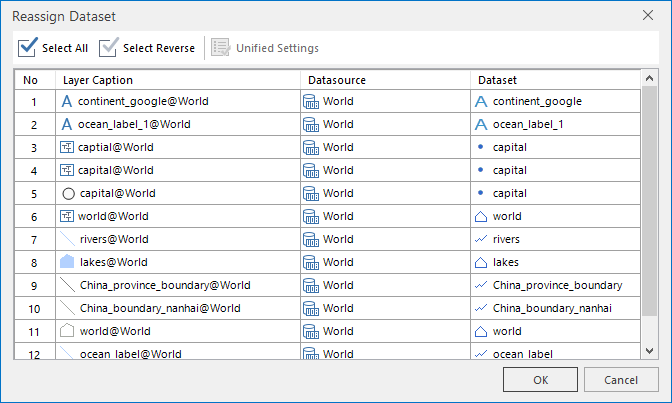 Reassign Dataset
Select All Select Reverse Unified Settings
No Layer Caption Datasource Dataset
1 continent_google@World World continent_google
2 ocean_label_1@World World ocean_label_1
3 captial@World World capital
4 capital@World World capital
5 capital@World World capital
6 world@World World world
7 rivers@World World rivers
8 lakes@World World lakes
9 China_province_boundary@World World China_province_boundary
10 China_boundary_nanhai@World World China_boundary_nanhai
11 world@World World world
12 ocean_label@World World ocean_label
OK Cancel